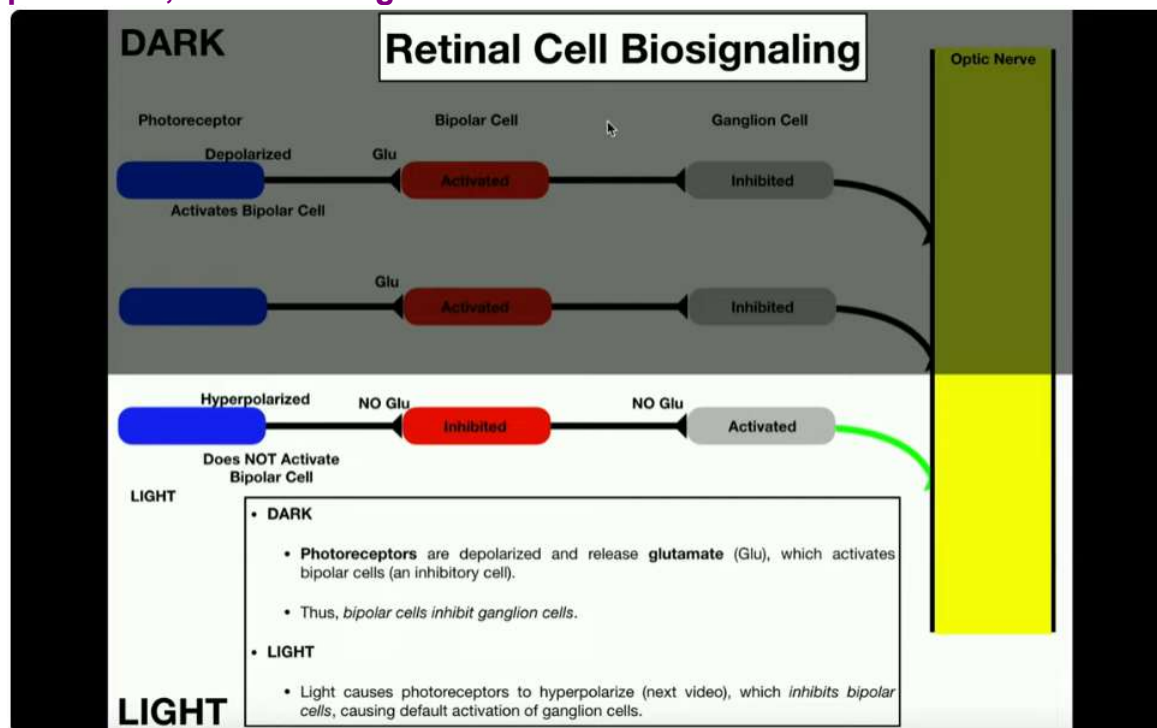 DARK
Retinal Cell Biosignaling
Optic Nerve
Photoreceptor
Bipolar Cell
Ganglion Cell
Depolarized
Glu
Activated
Inhibited
Activates Bipolar Cell
Glu
Activated
Inhibited
Hyperpolarized
NO Glu
NO Glu
Inhibited
Activated
Does NOT Activate
Bipolar Cell
LIGHT
• DARK
• Photoreceptors are depolarized and release glutamate (Glu), which activates
bipolar cells (an inhibitory cell).
• Thus, bipolar cells inhibit ganglion cells.
• LIGHT
• Light causes photoreceptors to hyperpolarize (next video), which inhibits bipolar
cells, causing default activation of ganglion cells.
LIGHT